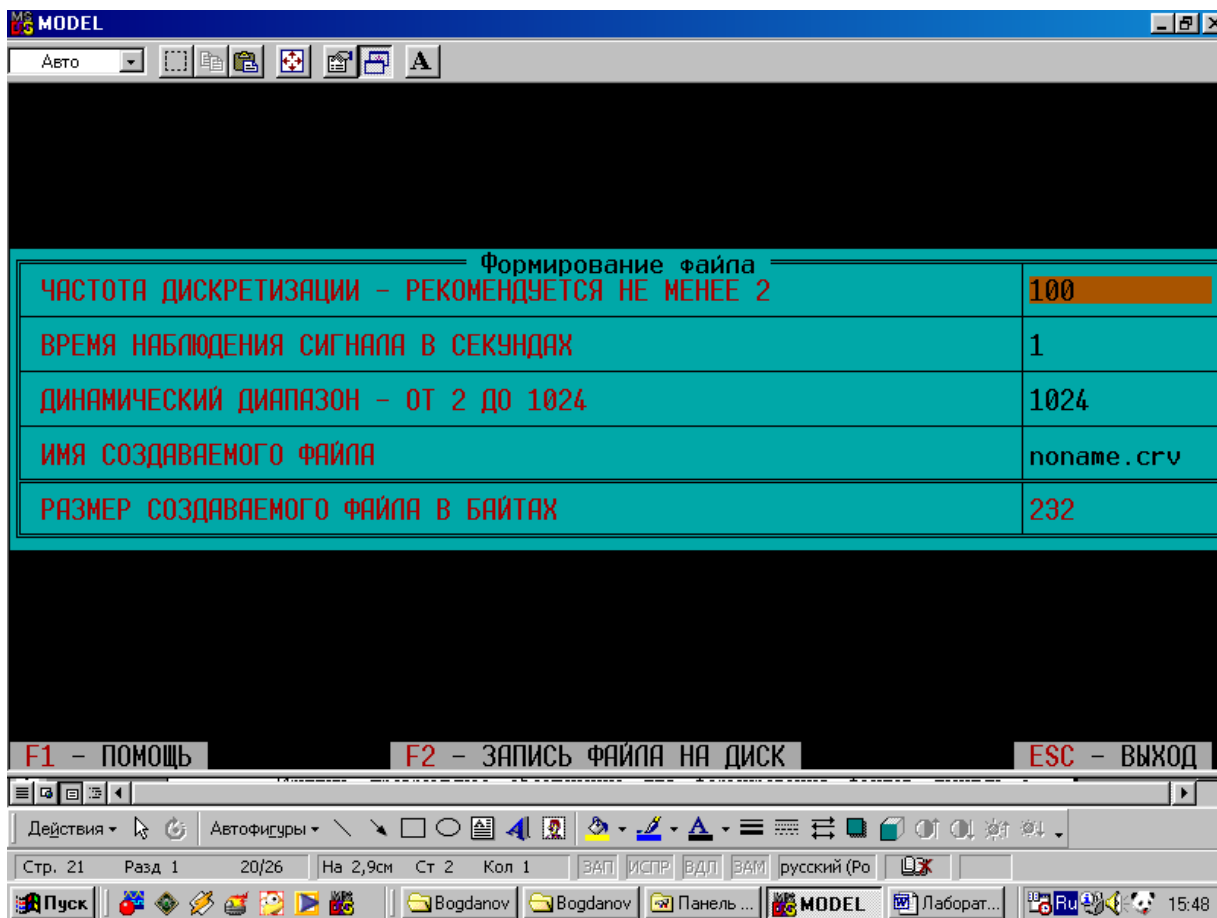 MODEL
Авто
A
Формирование файла
ЧАСТОТА ДИСКРЕТИЗАЦИИ – РЕКОМЕНДУЕТСЯ НЕ МЕНЕЕ 2 100
ВРЕМЯ НАБЛЮДЕНИЯ СИГНАЛА В СЕКУНДАХ 1
ДИНАМИЧЕСКИЙ ДИАПАЗОН – ОТ 2 ДО 1024 1024
ИМЯ СОЗДАВАЕМОГО ФАЙЛА noname.crv
РАЗМЕР СОЗДАВАЕМОГО ФАЙЛА В БАЙТАХ 232
F1 – ПОМОЩЬ F2 – ЗАПИСЬ ФАЙЛА НА ДИСК ESC – ВЫХОД
Действия Автофигуры
Стр. 21 Разд 1 20/26 На 2,9см Ст 2 Кол 1 ЗАП ИСПР ВДЛ ЗАМ русский (Ро
Пуск Bogdanov Bogdanov Панель ... MODEL Лаборат... Ru 15:48